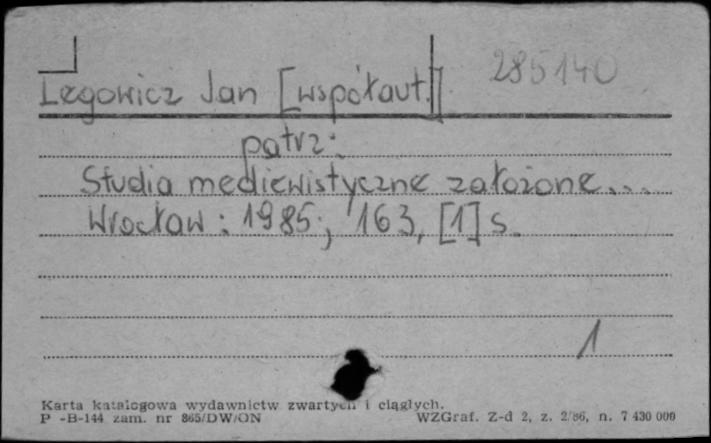 285140
Legowicz Jan [współaut.]
patrz:
Studia mediewistyczne założone...
Wrocław : 1985 ; 163, [1] s.
1
Karta katalogowa wydawnictw zwartych i ciągłych.
P -B-144 zam. nr 865/DW/ON WZGraf. Z-d 2, z. 2/86, n. 7 430 000